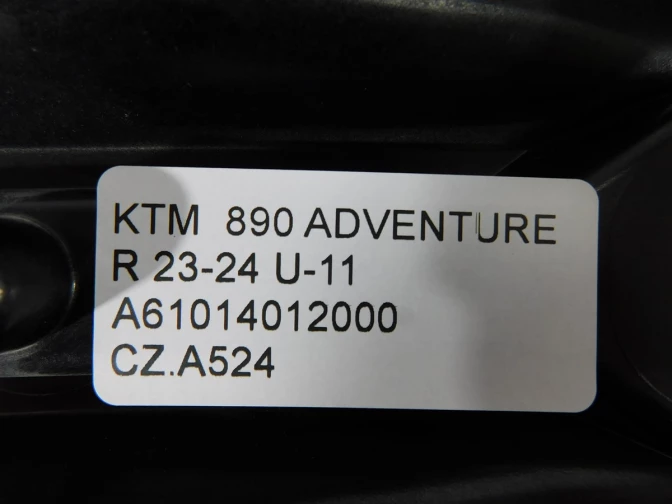 KTM 890 ADVENTURE
R 23-24 U-11
A61014012000
CZ.A524